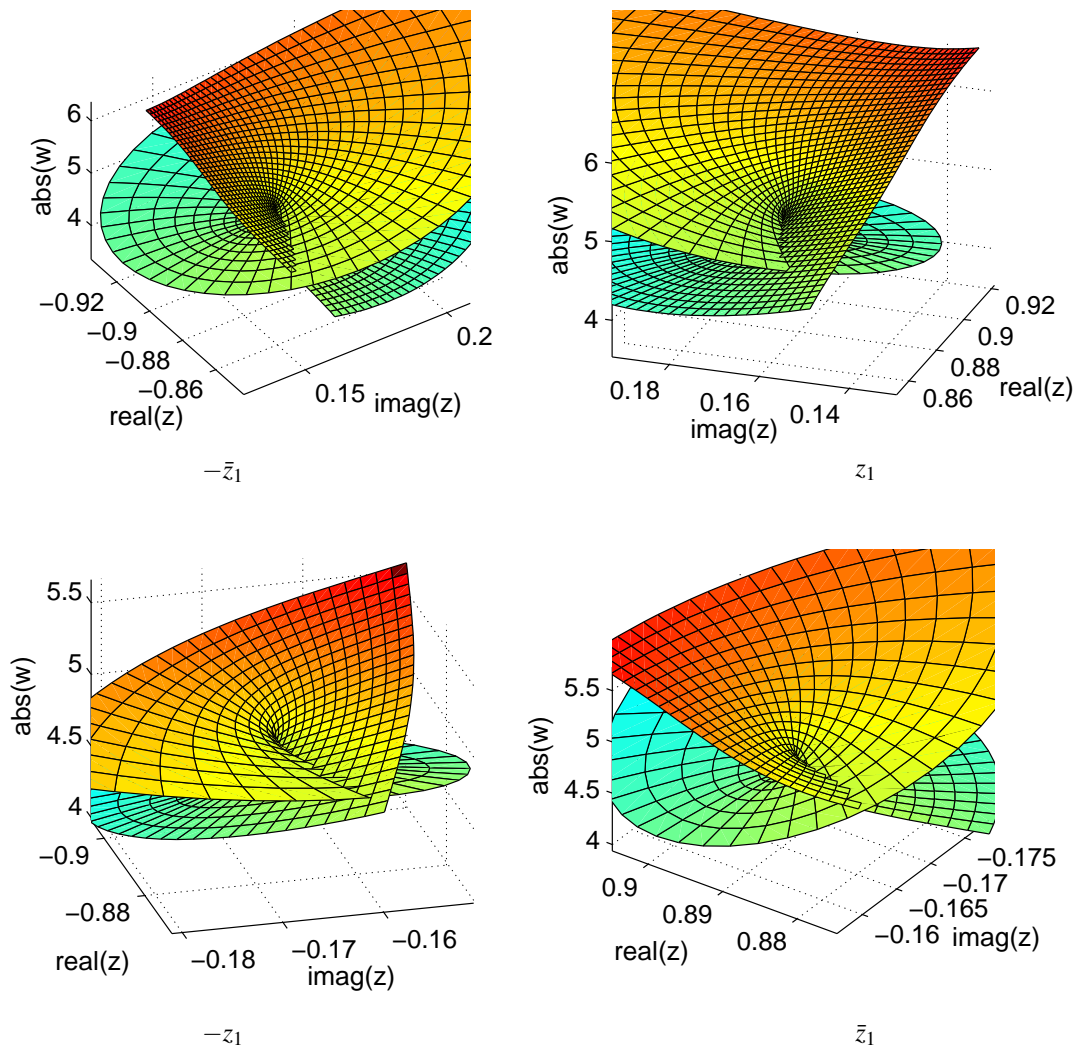 6
5
4
abs(w)
−0.92
−0.9
−0.88
−0.86
real(z)
0.15
0.2
imag(z)
−z̄₁
6
5
4
abs(w)
0.18
0.16
0.14
imag(z)
0.92
0.9
0.88
0.86
real(z)
z₁
5.5
5
4.5
4
abs(w)
−0.9
−0.88
real(z)
−0.18
−0.17
−0.16
imag(z)
−z₁
5.5
5
4.5
4
abs(w)
0.9
0.89
0.88
real(z)
−0.175
−0.17
−0.165
−0.16
imag(z)
z̄₁